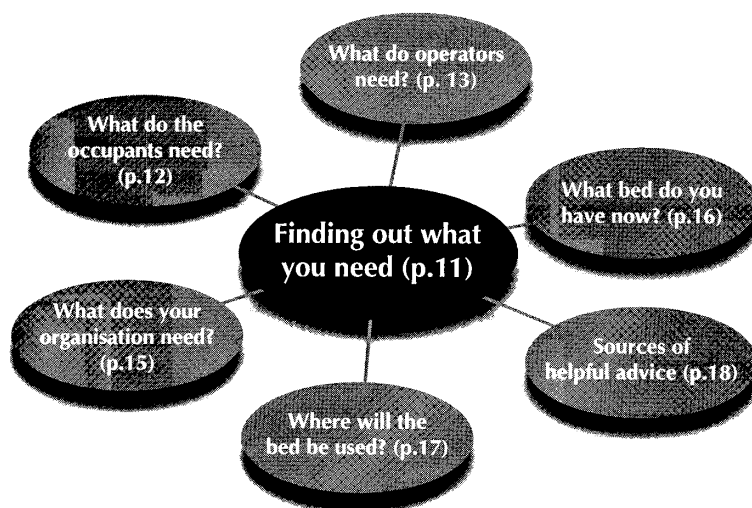 What do operators
need? (p. 13)
What do the
occupants need?
(p.12)
What bed do you
have now? (p.16)
Finding out what
you need (p.11)
What does your
organisation need?
(p.15)
Sources of
helpful advice (p.18)
Where will the
bed be used? (p.17)